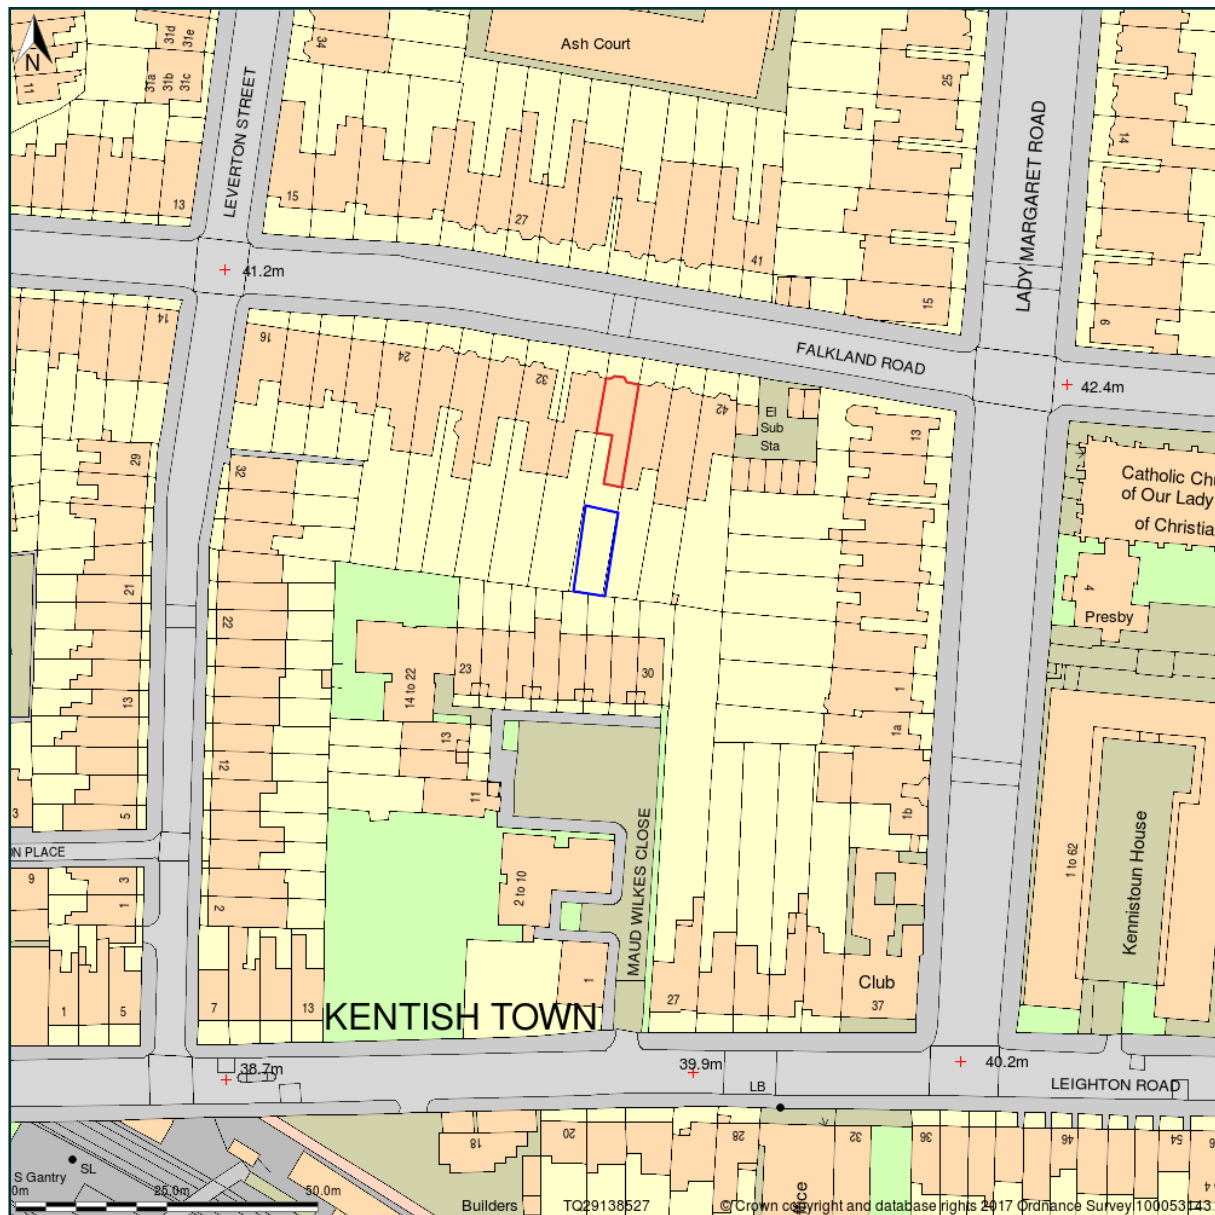 Ash Court
34
31d
31e
31a
31b
31c
11
N
25
14
LEVERTON STREET
LADY MARGARET ROAD
13
15
27
41
15
9
41.2m
14
16
24
32
42
FALKLAND ROAD
42.4m
El
Sub
Sta
13
29
32
Catholic Chu
of Our Lady
of Christia
4
Presby
21
22
23
30
14 to 22
13
1
1a
13
12
11
1b
3
5
MAUD WILKES CLOSE
1 to 62
Kennistoun House
ON PLACE
9
3
1
2
2 to 10
1
27
Club
37
1
5
7
13
KENTISH TOWN
38.7m
39.9m
40.2m
LB
LEIGHTON ROAD
18
20
28
32
36
46
54
S Gantry
SL
0m
25.0m
50.0m
Builders
TQ29138527
ffice
© Crown copyright and database rights 2017 Ordnance Survey 100053143